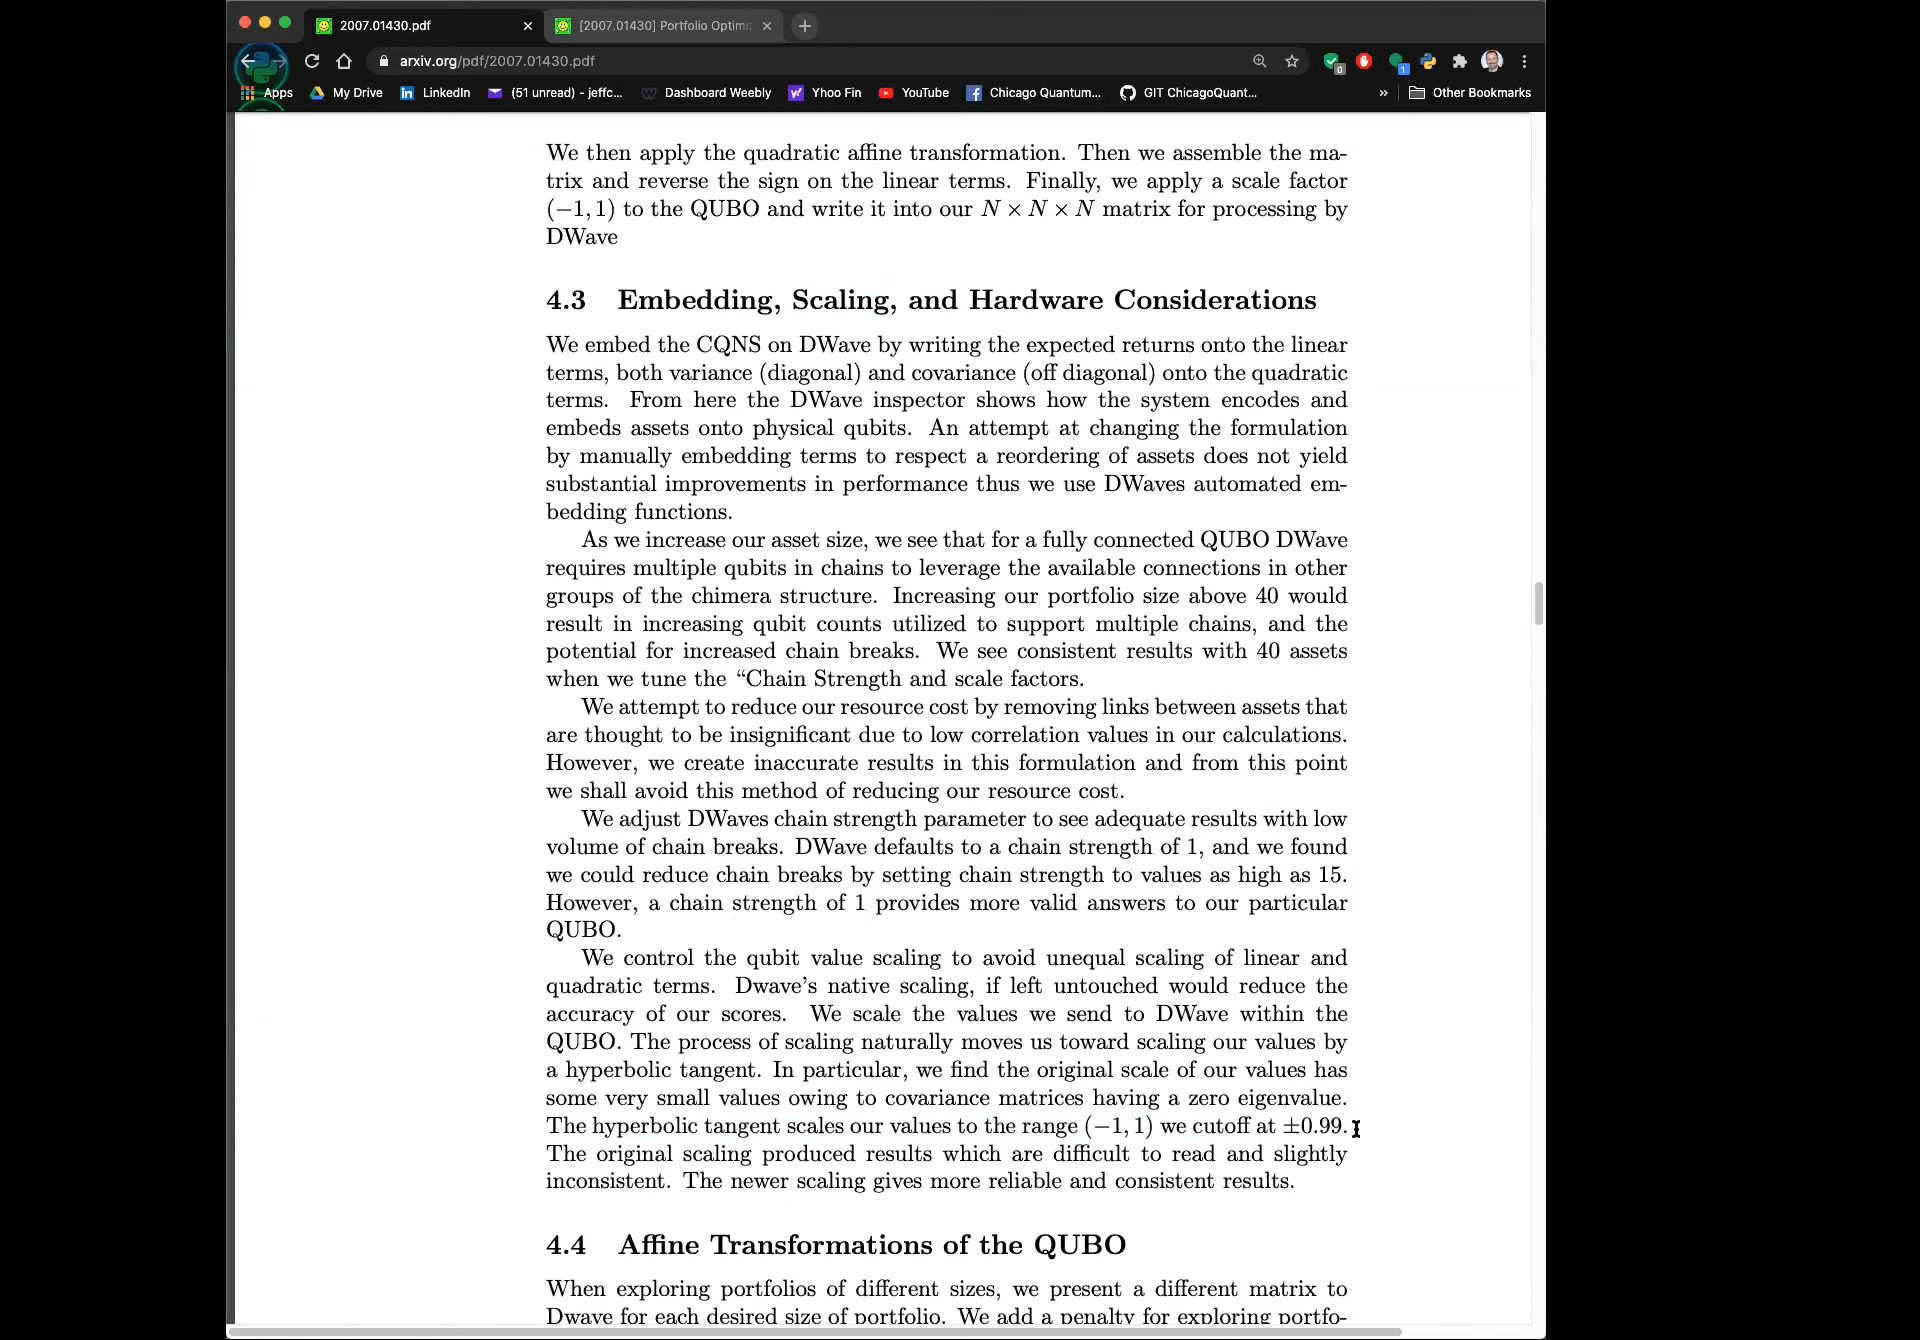 2007.01430.pdf
[2007.01430] Portfolio Optimi
arxiv.org/pdf/2007.01430.pdf
0
1
Apps My Drive LinkedIn (51 unread) - jeffc... Dashboard Weebly Yhoo Fin YouTube Chicago Quantum... GIT ChicagoQuant... » Other Bookmarks
We then apply the quadratic affine transformation. Then we assemble the ma-
trix and reverse the sign on the linear terms. Finally, we apply a scale factor
(−1, 1) to the QUBO and write it into our N × N × N matrix for processing by
DWave
4.3 Embedding, Scaling, and Hardware Considerations
We embed the CQNS on DWave by writing the expected returns onto the linear
terms, both variance (diagonal) and covariance (off diagonal) onto the quadratic
terms. From here the DWave inspector shows how the system encodes and
embeds assets onto physical qubits. An attempt at changing the formulation
by manually embedding terms to respect a reordering of assets does not yield
substantial improvements in performance thus we use DWaves automated em-
bedding functions.
As we increase our asset size, we see that for a fully connected QUBO DWave
requires multiple qubits in chains to leverage the available connections in other
groups of the chimera structure. Increasing our portfolio size above 40 would
result in increasing qubit counts utilized to support multiple chains, and the
potential for increased chain breaks. We see consistent results with 40 assets
when we tune the “Chain Strength and scale factors.
We attempt to reduce our resource cost by removing links between assets that
are thought to be insignificant due to low correlation values in our calculations.
However, we create inaccurate results in this formulation and from this point
we shall avoid this method of reducing our resource cost.
We adjust DWaves chain strength parameter to see adequate results with low
volume of chain breaks. DWave defaults to a chain strength of 1, and we found
we could reduce chain breaks by setting chain strength to values as high as 15.
However, a chain strength of 1 provides more valid answers to our particular
QUBO.
We control the qubit value scaling to avoid unequal scaling of linear and
quadratic terms. Dwave’s native scaling, if left untouched would reduce the
accuracy of our scores. We scale the values we send to DWave within the
QUBO. The process of scaling naturally moves us toward scaling our values by
a hyperbolic tangent. In particular, we find the original scale of our values has
some very small values owing to covariance matrices having a zero eigenvalue.
The hyperbolic tangent scales our values to the range (−1, 1) we cutoff at ±0.99.
The original scaling produced results which are difficult to read and slightly
inconsistent. The newer scaling gives more reliable and consistent results.
4.4 Affine Transformations of the QUBO
When exploring portfolios of different sizes, we present a different matrix to
Dwave for each desired size of portfolio. We add a penalty for exploring portfo-